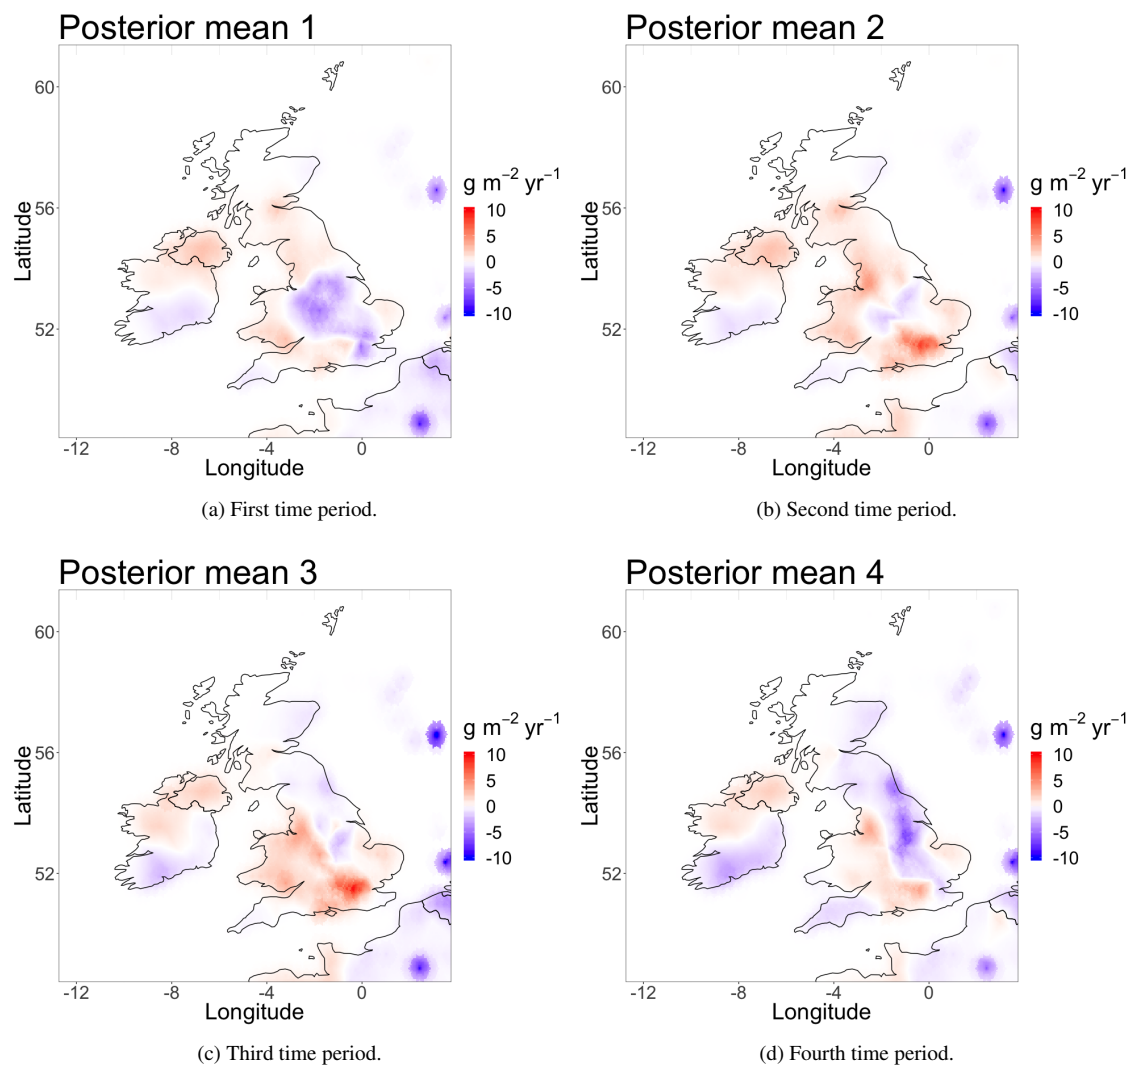 Posterior mean 1
60
56
52
Latitude
-12 -8 -4 0
Longitude
g m⁻² yr⁻¹
10
5
0
-5
-10
(a) First time period.
Posterior mean 2
60
56
52
Latitude
-12 -8 -4 0
Longitude
g m⁻² yr⁻¹
10
5
0
-5
-10
(b) Second time period.
Posterior mean 3
60
56
52
Latitude
-12 -8 -4 0
Longitude
g m⁻² yr⁻¹
10
5
0
-5
-10
(c) Third time period.
Posterior mean 4
60
56
52
Latitude
-12 -8 -4 0
Longitude
g m⁻² yr⁻¹
10
5
0
-5
-10
(d) Fourth time period.